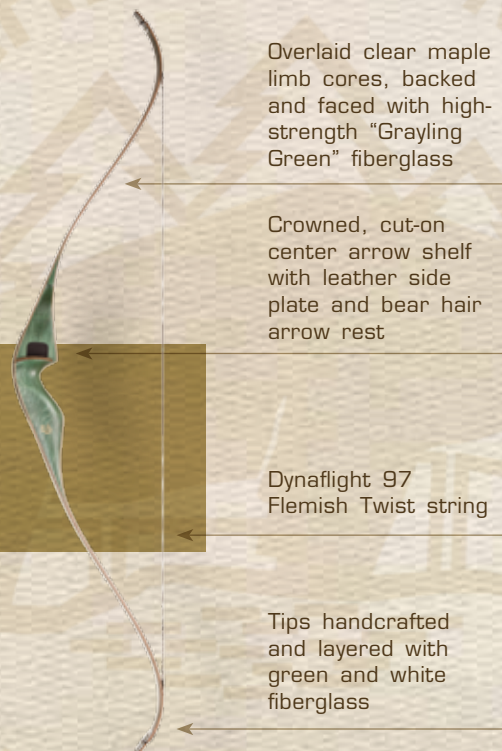 Overlaid clear maple
limb cores, backed
and faced with high-
strength “Grayling
Green” fiberglass
Crowned, cut-on
center arrow shelf
with leather side
plate and bear hair
arrow rest
Dynaflight 97
Flemish Twist string
Tips handcrafted
and layered with
green and white
fiberglass